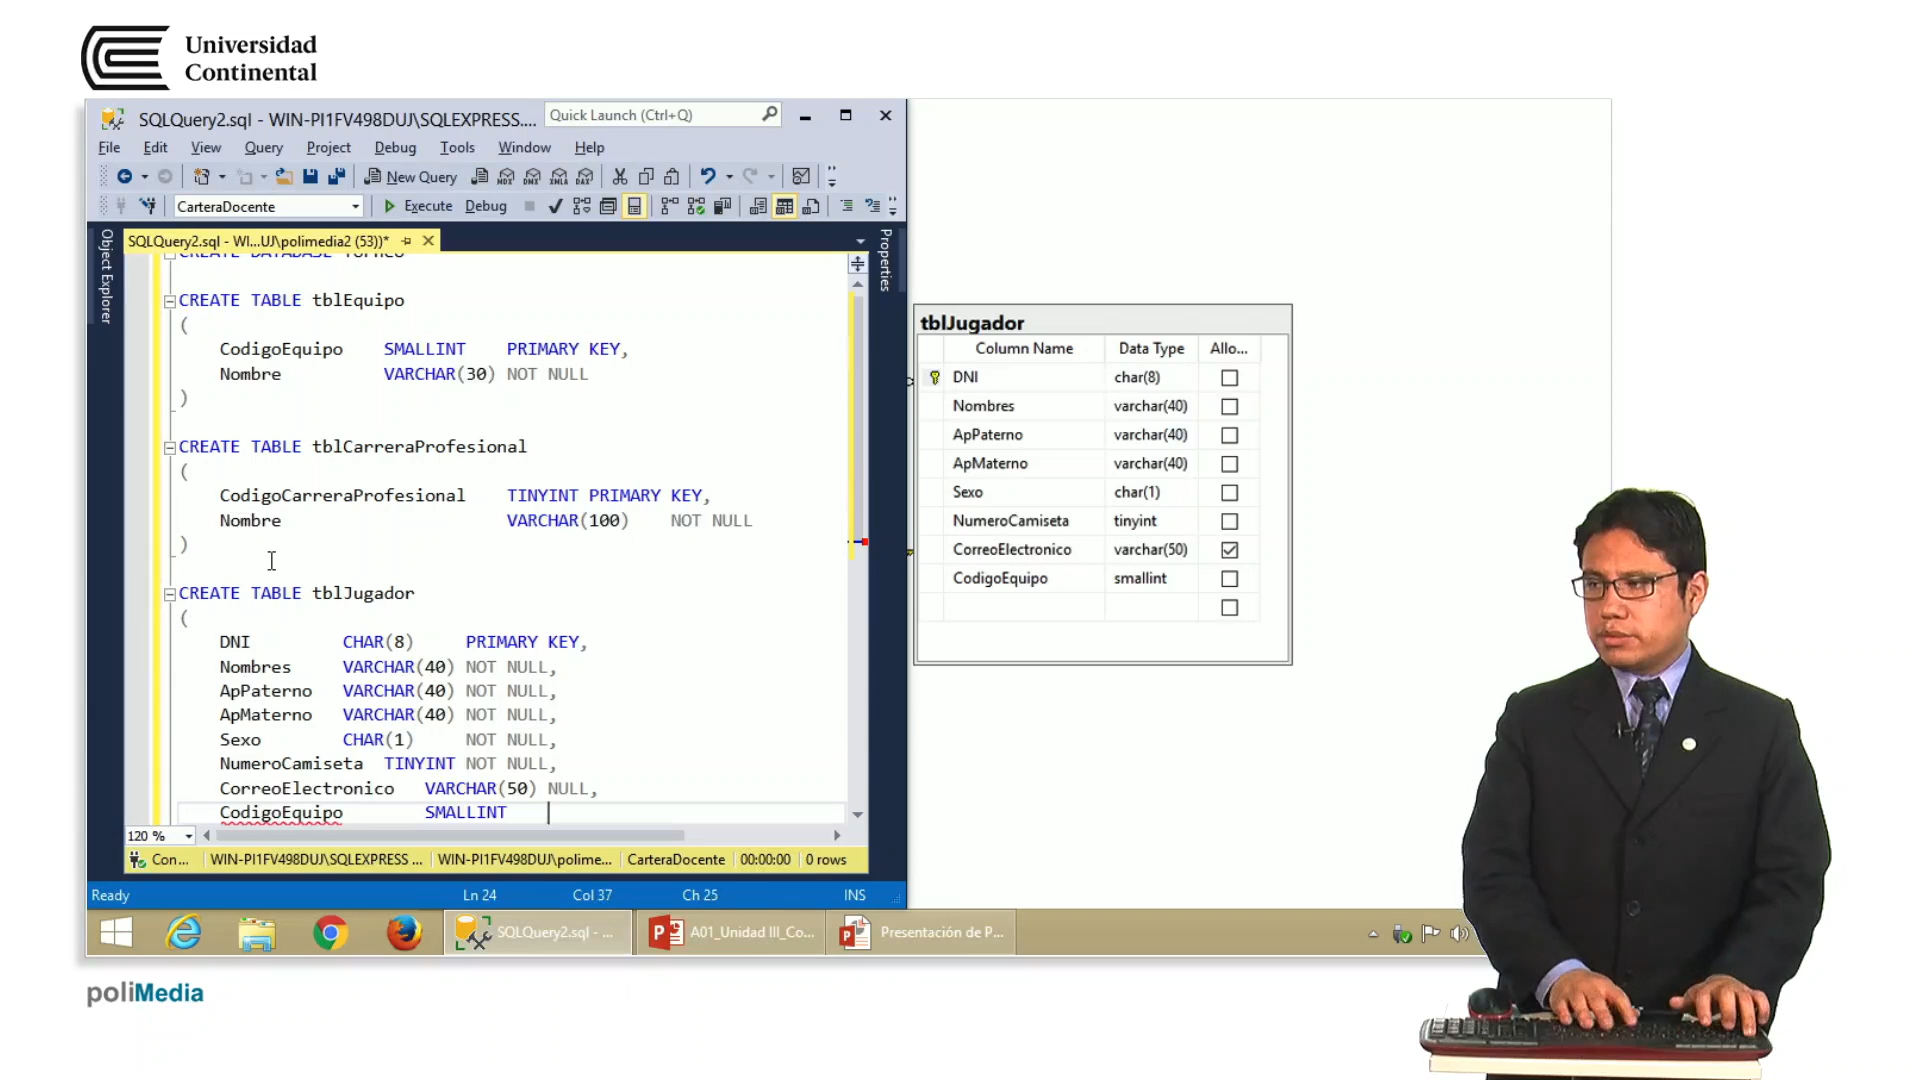 Universidad
Continental
SQLQuery2.sql - WIN-PI1FV498DUJ\SQLEXPRESS....
Quick Launch (Ctrl+Q)
File Edit View Query Project Debug Tools Window Help
New Query
MDX DMX XMLA DAX
CarteraDocente
Execute Debug
Object Explorer
SQLQuery2.sql - WI...UJ\polimedia2 (53))*
Properties
CREATE DATABASE Torneo
CREATE TABLE tblEquipo
(
CodigoEquipo SMALLINT PRIMARY KEY,
Nombre VARCHAR(30) NOT NULL
)
CREATE TABLE tblCarreraProfesional
(
CodigoCarreraProfesional TINYINT PRIMARY KEY,
Nombre VARCHAR(100) NOT NULL
)
CREATE TABLE tblJugador
(
DNI CHAR(8) PRIMARY KEY,
Nombres VARCHAR(40) NOT NULL,
ApPaterno VARCHAR(40) NOT NULL,
ApMaterno VARCHAR(40) NOT NULL,
Sexo CHAR(1) NOT NULL,
NumeroCamiseta TINYINT NOT NULL,
CorreoElectronico VARCHAR(50) NULL,
CodigoEquipo SMALLINT
120 %
Con... WIN-PI1FV498DUJ\SQLEXPRESS ... WIN-PI1FV498DUJ\polime... CarteraDocente 00:00:00 0 rows
Ready Ln 24 Col 37 Ch 25 INS
tblJugador
Column Name Data Type Allo...
DNI char(8)
Nombres varchar(40)
ApPaterno varchar(40)
ApMaterno varchar(40)
Sexo char(1)
NumeroCamiseta tinyint
CorreoElectronico varchar(50)
CodigoEquipo smallint
SQLQuery2.sql - ...
A01_Unidad III_Co...
Presentación de P...
poliMedia